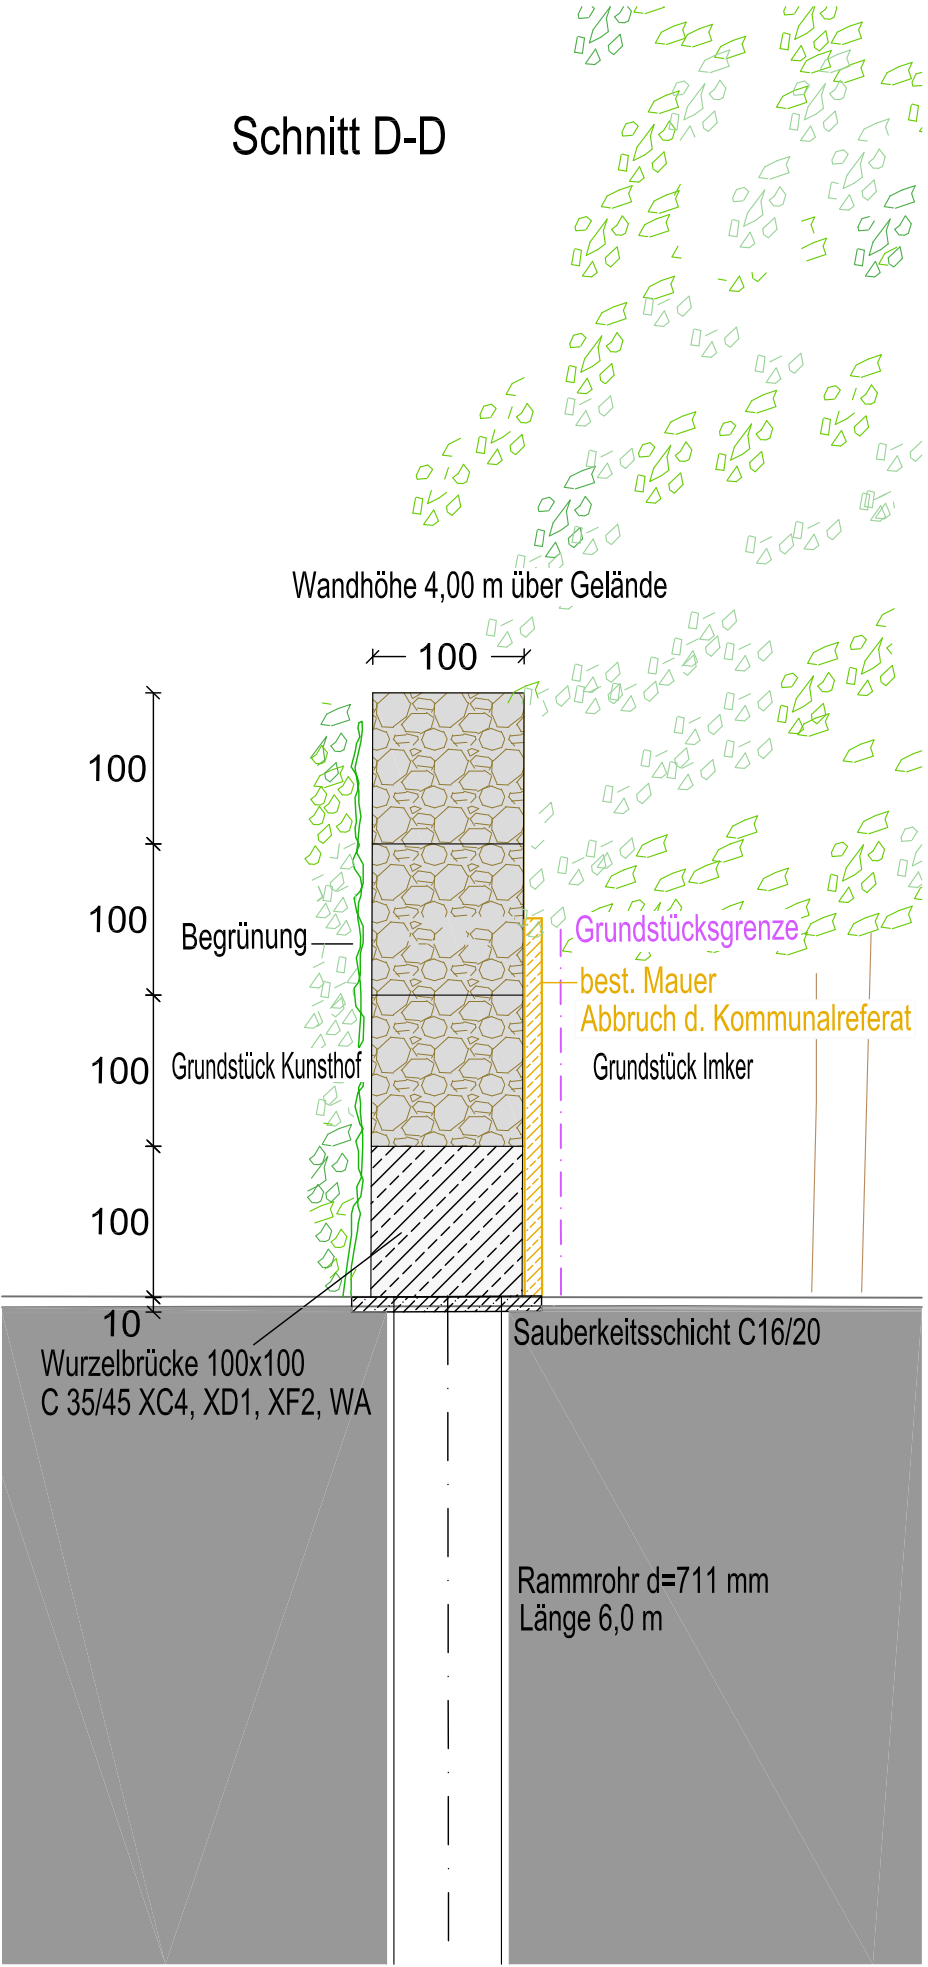 Schnitt D-D
Wandhöhe 4,00 m über Gelände
100
100
100
Begrünung
Grundstücksgrenze
best. Mauer
Abbruch d. Kommunalreferat
100
Grundstück Kunsthof
Grundstück Imker
100
10
Sauberkeitsschicht C16/20
Wurzelbrücke 100x100
C 35/45 XC4, XD1, XF2, WA
Rammrohr d=711 mm
Länge 6,0 m